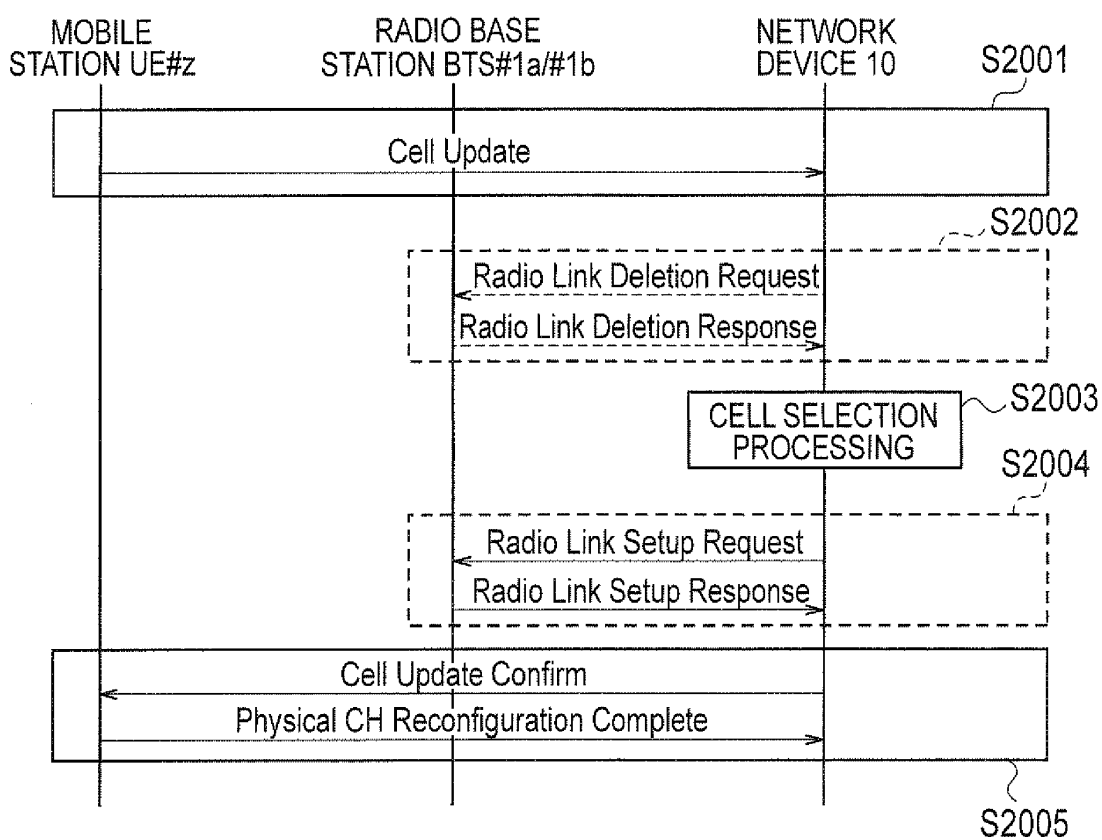 MOBILE
STATION UE#z
RADIO BASE
STATION BTS#1a/#1b
NETWORK
DEVICE 10
S2001
Cell Update
S2002
Radio Link Deletion Request
Radio Link Deletion Response
CELL SELECTION
PROCESSING
S2003
S2004
Radio Link Setup Request
Radio Link Setup Response
Cell Update Confirm
Physical CH Reconfiguration Complete
S2005